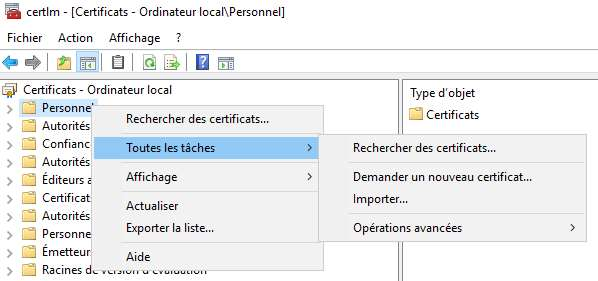 certlm - [Certificats - Ordinateur local\Personnel]
Fichier Action Affichage ?
Certificats - Ordinateur local
Personnel
Autorités
Confianc
Autorités
Éditeurs a
Certificat
Autorités
Personne
Émetteur
Racines de version d'évaluation
Rechercher des certificats...
Toutes les tâches
Affichage
Actualiser
Exporter la liste...
Aide
Rechercher des certificats...
Demander un nouveau certificat...
Importer...
Opérations avancées
Type d'objet
Certificats